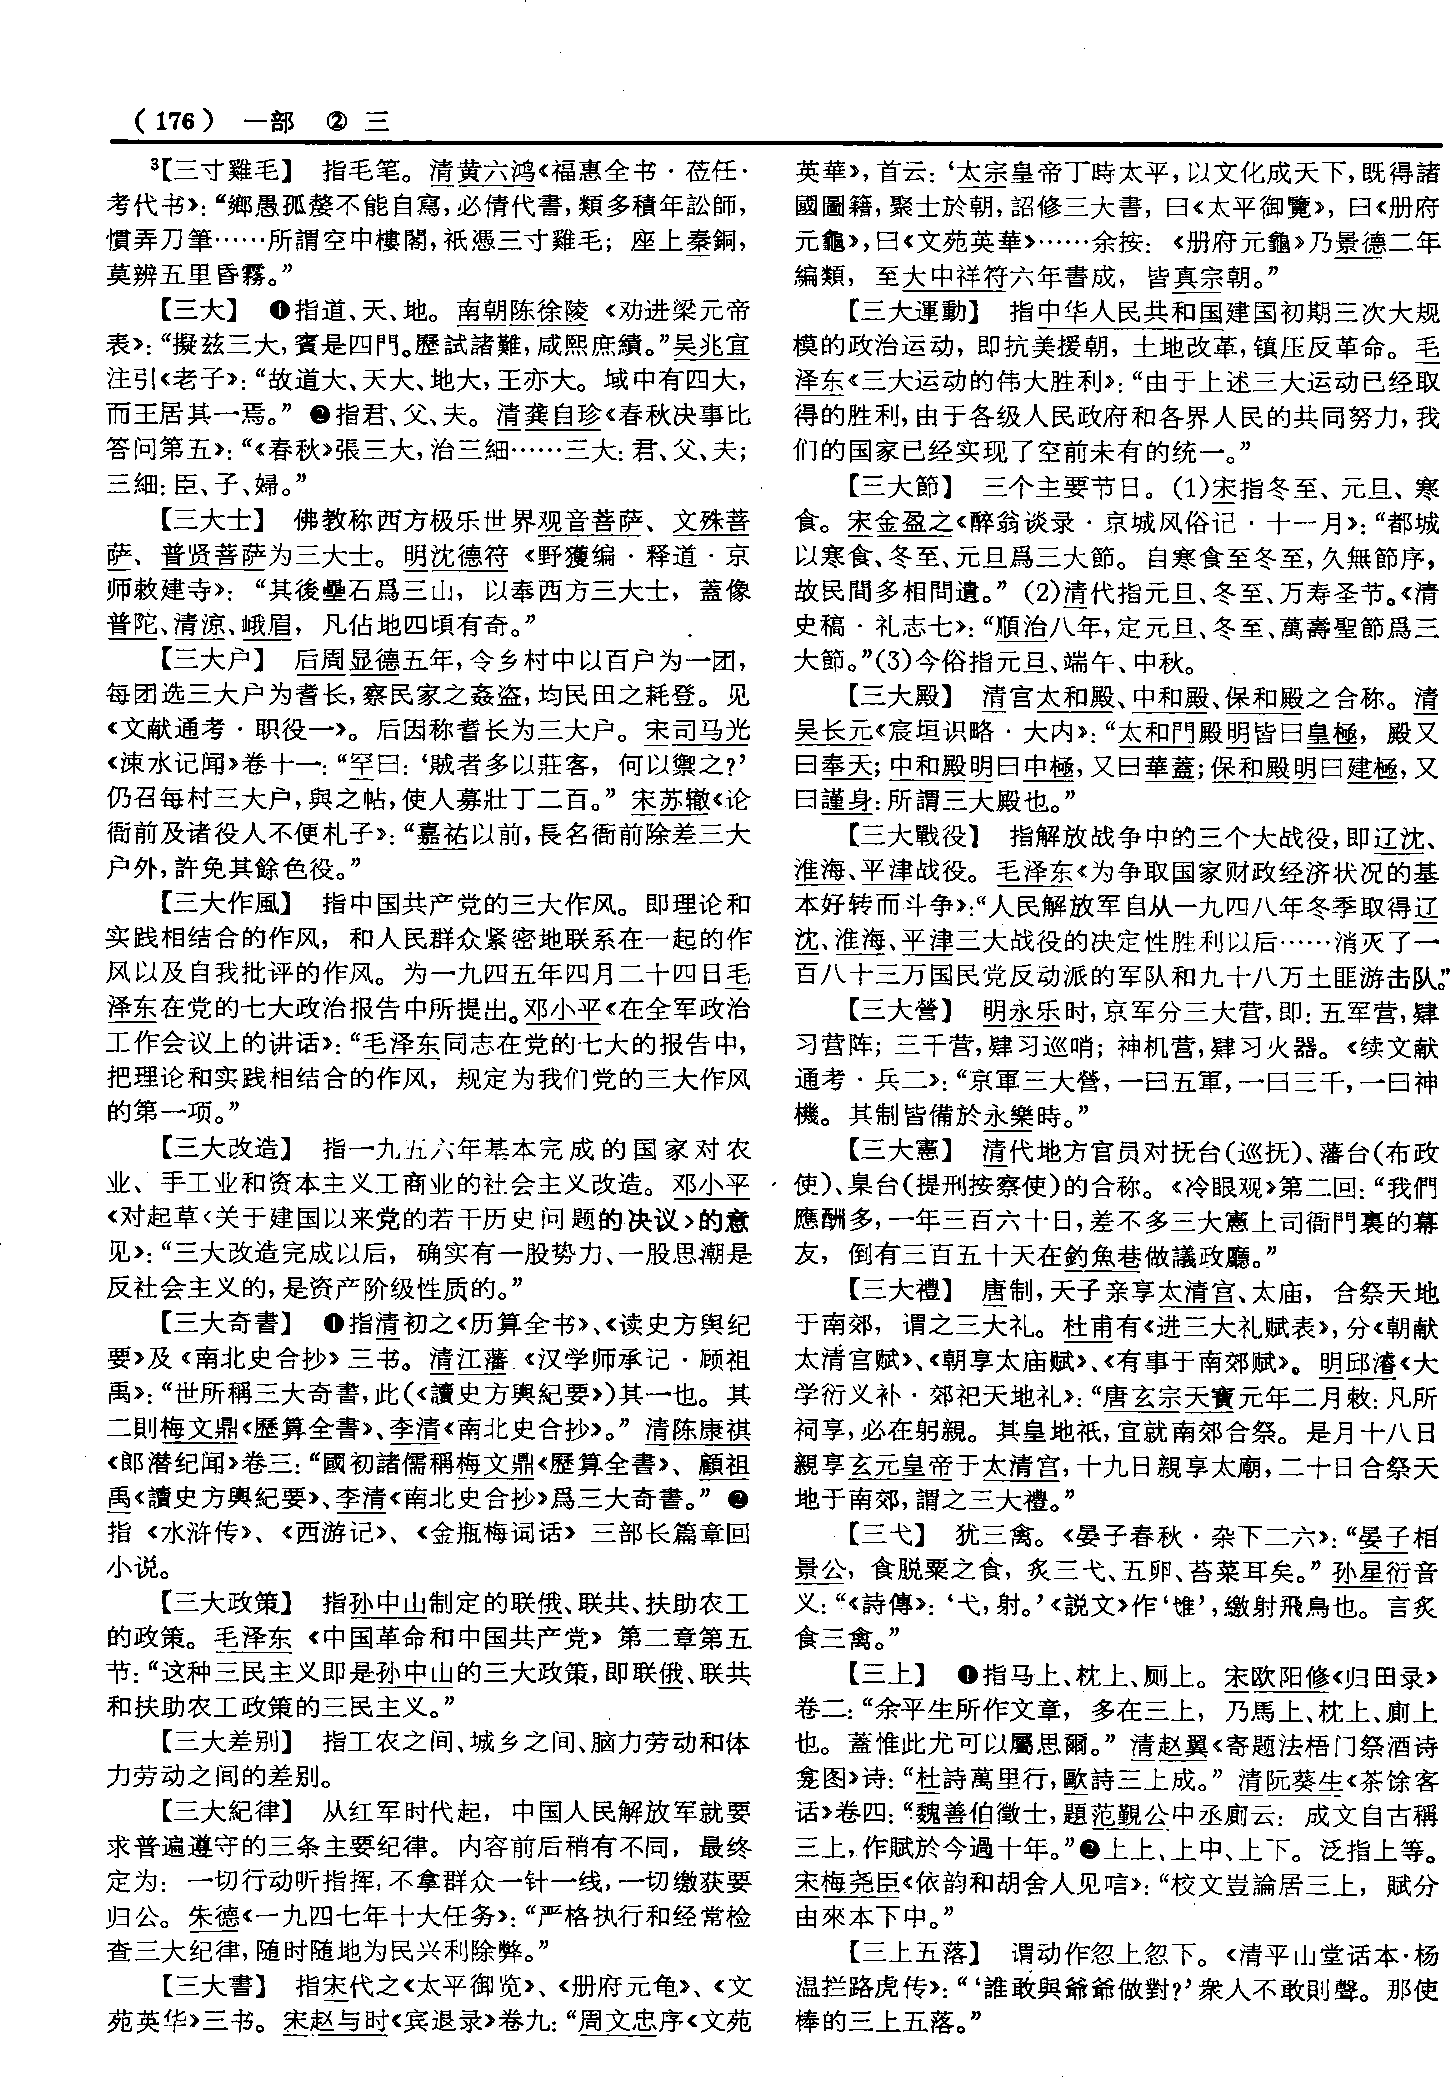 （176） 一部 ② 三
³【三寸雞毛】 指毛笔。清黄六鸿《福惠全书·莅任·
考代书》：“鄉愚孤嫠不能自寫，必倩代書，類多積年訟師，
慣弄刀筆……所謂空中樓閣，祇憑三寸雞毛；座上秦銅，
莫辨五里昏霧。”
【三大】 ❶指道、天、地。南朝陈徐陵《劝进梁元帝
表》：“擬兹三大，賓是四門。歷試諸難，咸熙庶績。”吴兆宜
注引《老子》：“故道大、天大、地大，王亦大。域中有四大，
而王居其一焉。” ❷指君、父、夫。清龚自珍《春秋决事比
答问第五》：“《春秋》張三大，治三細……三大：君、父、夫；
三細：臣、子、婦。”
【三大士】 佛教称西方极乐世界观音菩萨、文殊菩
萨、普贤菩萨为三大士。明沈德符《野獲编·释道·京
师敕建寺》：“其後壘石爲三山，以奉西方三大士，蓋像
普陀、清涼、峨眉，凡佔地四頃有奇。”
【三大户】 后周显德五年，令乡村中以百户为一团，
每团选三大户为耆长，察民家之姦盗，均民田之耗登。见
《文献通考·职役一》。后因称耆长为三大户。宋司马光
《涑水记闻》卷十一：“罕曰：‘賊者多以莊客，何以禦之？’
仍召每村三大户，與之帖，使人募壯丁二百。”宋苏辙《论
衙前及诸役人不便札子》：“嘉祐以前，長名衙前除差三大
户外，許免其餘色役。”
【三大作風】 指中国共产党的三大作风。即理论和
实践相结合的作风，和人民群众紧密地联系在一起的作
风以及自我批评的作风。为一九四五年四月二十四日毛
泽东在党的七大政治报告中所提出。邓小平《在全军政治
工作会议上的讲话》：“毛泽东同志在党的七大的报告中，
把理论和实践相结合的作风，规定为我们党的三大作风
的第一项。”
【三大改造】 指一九五六年基本完成的国家对农
业、手工业和资本主义工商业的社会主义改造。邓小平
《对起草〈关于建国以来党的若干历史问题的决议〉的意
见》：“三大改造完成以后，确实有一股势力、一股思潮是
反社会主义的，是资产阶级性质的。”
【三大奇書】 ❶指清初之《历算全书》、《读史方舆纪
要》及《南北史合抄》三书。清江藩《汉学师承记·顾祖
禹》：“世所稱三大奇書，此（《讀史方輿紀要》）其一也。其
二則梅文鼎《歷算全書》、李清《南北史合抄》。”清陈康祺
《郎潜纪闻》卷三：“國初諸儒稱梅文鼎《歷算全書》、顧祖
禹《讀史方輿紀要》、李清《南北史合抄》爲三大奇書。” ❷
指《水浒传》、《西游记》、《金瓶梅词话》三部长篇章回
小说。
【三大政策】 指孙中山制定的联俄、联共、扶助农工
的政策。毛泽东《中国革命和中国共产党》第二章第五
节：“这种三民主义即是孙中山的三大政策，即联俄、联共
和扶助农工政策的三民主义。”
【三大差别】 指工农之间、城乡之间、脑力劳动和体
力劳动之间的差别。
【三大紀律】 从红军时代起，中国人民解放军就要
求普遍遵守的三条主要纪律。内容前后稍有不同，最终
定为：一切行动听指挥，不拿群众一针一线，一切缴获要
归公。朱德《一九四七年十大任务》：“严格执行和经常检
查三大纪律，随时随地为民兴利除弊。”
【三大書】 指宋代之《太平御览》、《册府元龟》、《文
苑英华》三书。宋赵与时《宾退录》卷九：“周文忠序《文苑
英華》，首云：‘太宗皇帝丁時太平，以文化成天下，既得諸
國圖籍，聚士於朝，詔修三大書，曰《太平御覽》，曰《册府
元龜》，曰《文苑英華》……余按：《册府元龜》乃景德二年
編類，至大中祥符六年書成，皆真宗朝。”
【三大運動】 指中华人民共和国建国初期三次大规
模的政治运动，即抗美援朝，土地改革，镇压反革命。毛
泽东《三大运动的伟大胜利》：“由于上述三大运动已经取
得的胜利，由于各级人民政府和各界人民的共同努力，我
们的国家已经实现了空前未有的统一。”
【三大節】 三个主要节日。(1)宋指冬至、元旦、寒
食。宋金盈之《醉翁谈录·京城风俗记·十一月》：“都城
以寒食、冬至、元旦爲三大節。自寒食至冬至，久無節序，
故民間多相問遺。”(2)清代指元旦、冬至、万寿圣节。《清
史稿·礼志七》：“順治八年，定元旦、冬至、萬壽聖節爲三
大節。”(3)今俗指元旦、端午、中秋。
【三大殿】 清宫太和殿、中和殿、保和殿之合称。清
吴长元《宸垣识略·大内》：“太和門殿明皆曰皇極，殿又
曰奉天；中和殿明曰中極，又曰華蓋；保和殿明曰建極，又
曰謹身：所謂三大殿也。”
【三大戰役】 指解放战争中的三个大战役，即辽沈、
淮海、平津战役。毛泽东《为争取国家财政经济状况的基
本好转而斗争》：“人民解放军自从一九四八年冬季取得辽
沈、淮海、平津三大战役的决定性胜利以后……消灭了一
百八十三万国民党反动派的军队和九十八万土匪游击队。”
【三大營】 明永乐时，京军分三大营，即：五军营，肄
习营阵；三千营，肄习巡哨；神机营，肄习火器。《续文献
通考·兵二》：“京軍三大營，一曰五軍，一曰三千，一曰神
機。其制皆備於永樂時。”
【三大憲】 清代地方官员对抚台（巡抚）、藩台（布政
使）、臬台（提刑按察使）的合称。《冷眼观》第二回：“我們
應酬多，一年三百六十日，差不多三大憲上司衙門裏的幕
友，倒有三百五十天在釣魚巷做議政廳。”
【三大禮】 唐制，天子亲享太清宫、太庙，合祭天地
于南郊，谓之三大礼。杜甫有《进三大礼赋表》，分《朝献
太清宫赋》、《朝享太庙赋》、《有事于南郊赋》。明邱濬《大
学衍义补·郊祀天地礼》：“唐玄宗天寶元年二月敕：凡所
祠享，必在躬親。其皇地祇，宜就南郊合祭。是月十八日
親享玄元皇帝于太清宫，十九日親享太廟，二十日合祭天
地于南郊，謂之三大禮。”
【三弋】 犹三禽。《晏子春秋·杂下二六》：“晏子相
景公，食脱粟之食，炙三弋、五卵、苔菜耳矣。”孙星衍音
义：“《詩傳》：‘弋，射。’《説文》作‘隿’，繳射飛鳥也。言炙
食三禽。”
【三上】 ❶指马上、枕上、厕上。宋欧阳修《归田录》
卷二：“余平生所作文章，多在三上，乃馬上、枕上、廁上
也。蓋惟此尤可以屬思爾。”清赵翼《寄题法梧门祭酒诗
龛图》诗：“杜詩萬里行，歐詩三上成。”清阮葵生《茶馀客
话》卷四：“魏善伯徵士，題范覲公中丞廁云：成文自古稱
三上，作賦於今過十年。”❷上上、上中、上下。泛指上等。
宋梅尧臣《依韵和胡舍人见唁》：“校文豈論居三上，賦分
由來本下中。”
【三上五落】 谓动作忽上忽下。《清平山堂话本·杨
温拦路虎传》：“‘誰敢與爺爺做對？’衆人不敢則聲。那使
棒的三上五落。”